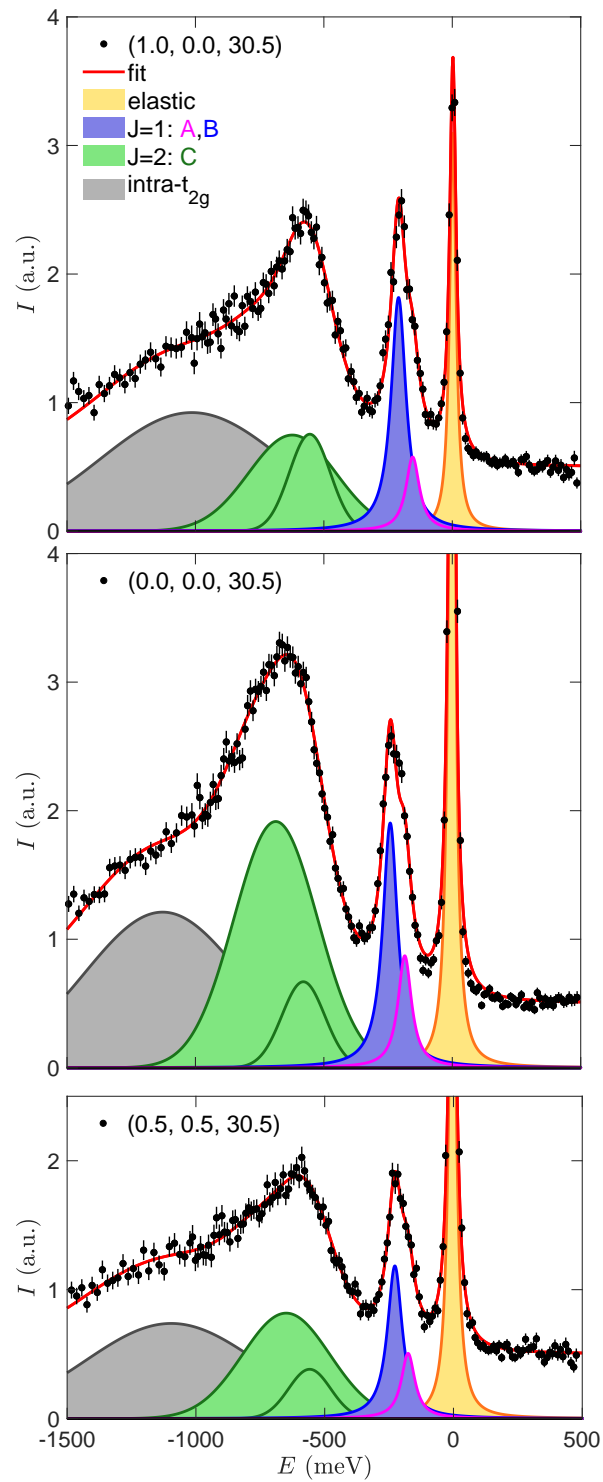 4
(1.0, 0.0, 30.5)
fit
elastic
J=1: A,B
J=2: C
intra-t2g
3
2
1
0
I (a.u.)
4
(0.0, 0.0, 30.5)
3
2
1
0
I (a.u.)
(0.5, 0.5, 30.5)
2
1
0
I (a.u.)
-1500 -1000 -500 0 500
E (meV)